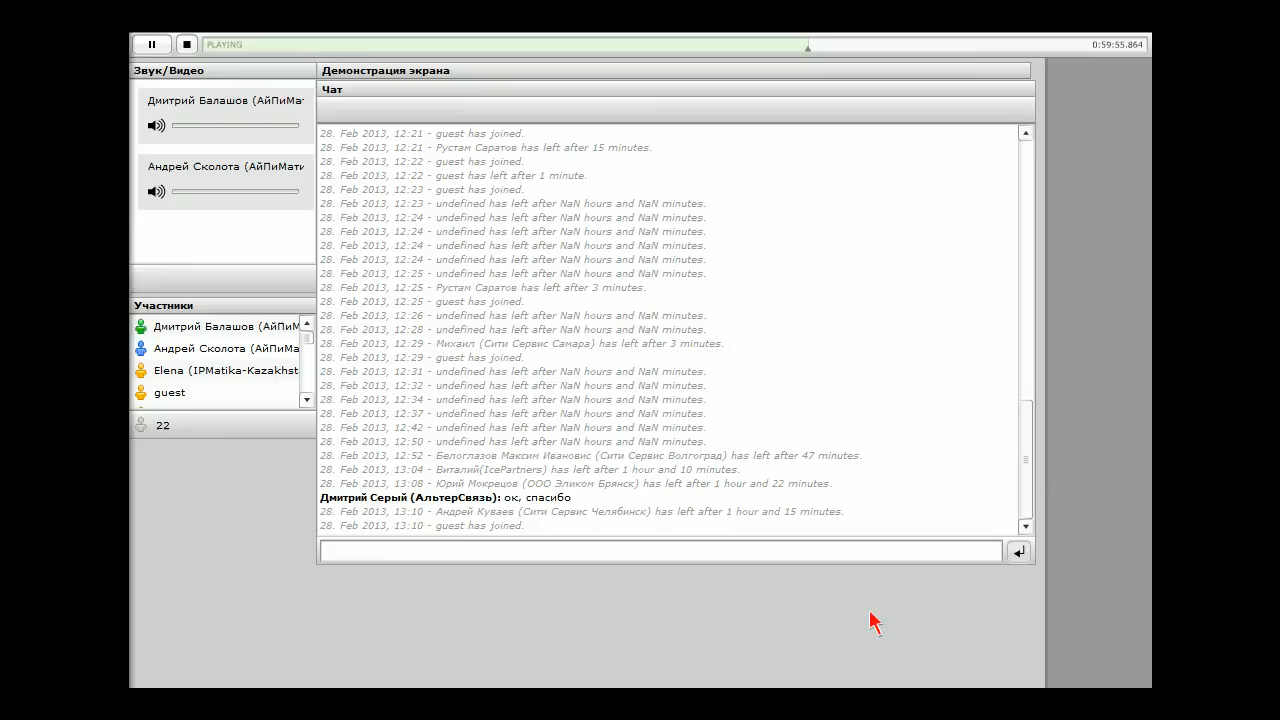 PLAYING
0:59:55.864
Звук/Видео
Демонстрация экрана
Чат
Дмитрий Балашов (АйПиМат
Андрей Сколота (АйПиМати
Участники
Дмитрий Балашов (АйПиМ
Андрей Сколота (АйПиМа
Elena (IPMatika-Kazakhst
guest
22
28. Feb 2013, 12:21 - guest has joined.
28. Feb 2013, 12:21 - Рустам Саратов has left after 15 minutes.
28. Feb 2013, 12:22 - guest has joined.
28. Feb 2013, 12:22 - guest has left after 1 minute.
28. Feb 2013, 12:23 - guest has joined.
28. Feb 2013, 12:23 - undefined has left after NaN hours and NaN minutes.
28. Feb 2013, 12:24 - undefined has left after NaN hours and NaN minutes.
28. Feb 2013, 12:24 - undefined has left after NaN hours and NaN minutes.
28. Feb 2013, 12:24 - undefined has left after NaN hours and NaN minutes.
28. Feb 2013, 12:24 - undefined has left after NaN hours and NaN minutes.
28. Feb 2013, 12:25 - undefined has left after NaN hours and NaN minutes.
28. Feb 2013, 12:25 - Рустам Саратов has left after 3 minutes.
28. Feb 2013, 12:25 - guest has joined.
28. Feb 2013, 12:26 - undefined has left after NaN hours and NaN minutes.
28. Feb 2013, 12:28 - undefined has left after NaN hours and NaN minutes.
28. Feb 2013, 12:29 - Михаил (Сити Сервис Самара) has left after 3 minutes.
28. Feb 2013, 12:29 - guest has joined.
28. Feb 2013, 12:31 - undefined has left after NaN hours and NaN minutes.
28. Feb 2013, 12:32 - undefined has left after NaN hours and NaN minutes.
28. Feb 2013, 12:34 - undefined has left after NaN hours and NaN minutes.
28. Feb 2013, 12:37 - undefined has left after NaN hours and NaN minutes.
28. Feb 2013, 12:42 - undefined has left after NaN hours and NaN minutes.
28. Feb 2013, 12:50 - undefined has left after NaN hours and NaN minutes.
28. Feb 2013, 12:52 - Белоглазов Максим Иванович (Сити Сервис Волгоград) has left after 47 minutes.
28. Feb 2013, 13:04 - Виталий(IcePartners) has left after 1 hour and 10 minutes.
28. Feb 2013, 13:08 - Юрий Мокрецов (ООО Эликом Брянск) has left after 1 hour and 22 minutes.
Дмитрий Серый (АльтерСвязь): ок, спасибо
28. Feb 2013, 13:10 - Андрей Куваев (Сити Сервис Челябинск) has left after 1 hour and 15 minutes.
28. Feb 2013, 13:10 - guest has joined.